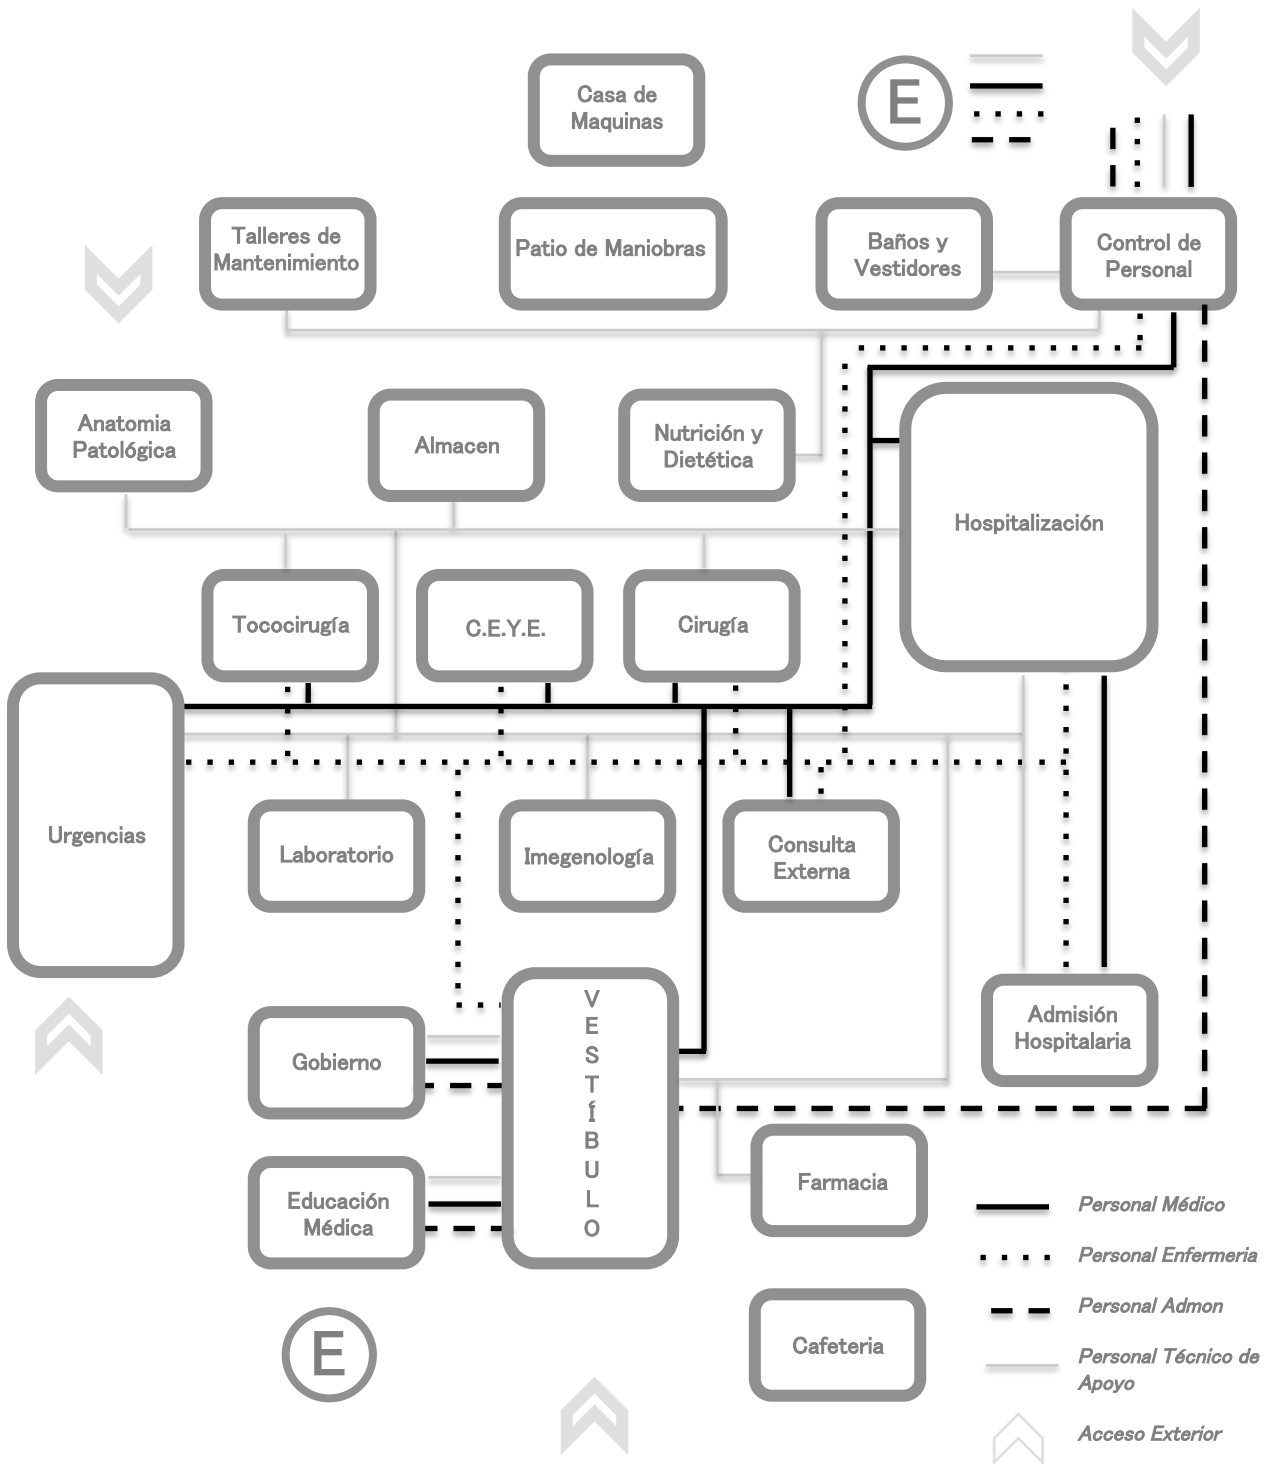 Casa de
Maquinas
E
Talleres de
Mantenimiento
Patio de Maniobras
Baños y
Vestidores
Control de
Personal
Anatomia
Patológica
Almacen
Nutrición y
Dietética
Hospitalización
Tococirugía
C.E.Y.E.
Cirugía
Urgencias
Laboratorio
Imegenología
Consulta
Externa
V
E
S
T
Í
B
U
L
O
Gobierno
Admisión
Hospitalaria
Educación
Médica
Farmacia
Cafeteria
E
Personal Médico
Personal Enfermeria
Personal Admon
Personal Técnico de
Apoyo
Acceso Exterior